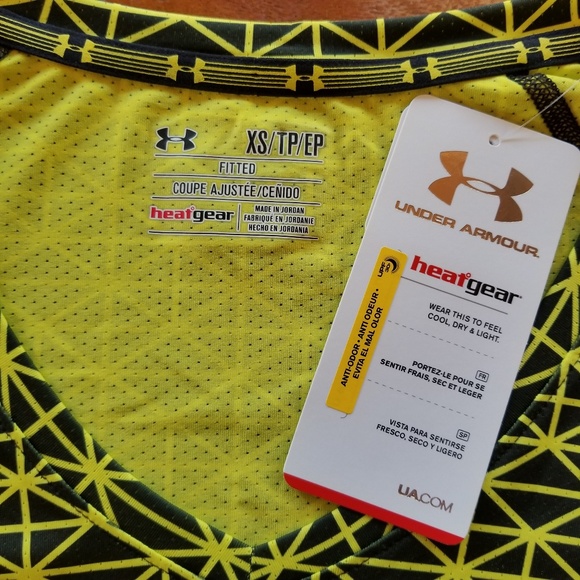 XS/TP/EP
FITTED
COUPE AJUSTÉE/CEÑIDO
heatgear
MADE IN JORDAN
FABRIQUÉ EN JORDANIE
HECHO EN JORDANIA
UNDER ARMOUR
heatgear
WEAR THIS TO FEEL
COOL, DRY & LIGHT.
FR
PORTEZ-LE POUR SE
SENTIR FRAIS, SEC ET LEGER
SP
VISTA PARA SENTIRSE
FRESCO, SECO Y LIGERO
UA.COM
UPF 30+
ANTI-ODOR • ANTI ODEUR •
EVITA EL MAL OLOR